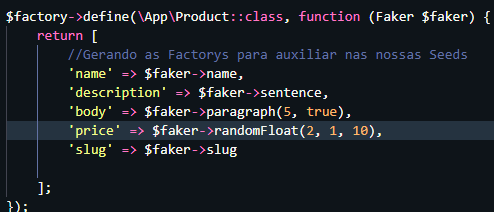 $factory->define(\App\Product::class, function (Faker $faker) {
    return [
        //Gerando as Factorys para auxiliar nas nossas Seeds
        'name' => $faker->name,
        'description' => $faker->sentence,
        'body' => $faker->paragraph(5, true),
        'price' => $faker->randomFloat(2, 1, 10),
        'slug' => $faker->slug
    ];
});